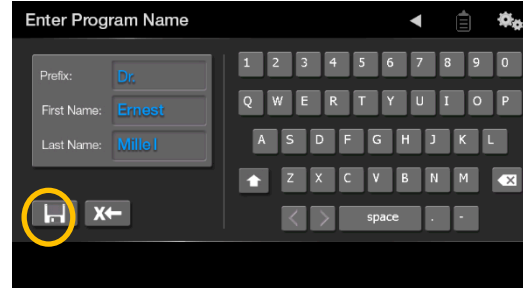 Enter Program Name
Prefix: Dr.
First Name: Ernest
Last Name: Millel
X
1 2 3 4 5 6 7 8 9 0
Q W E R T Y U I O P
A S D F G H J K L
Z X C V B N M
< > space . -